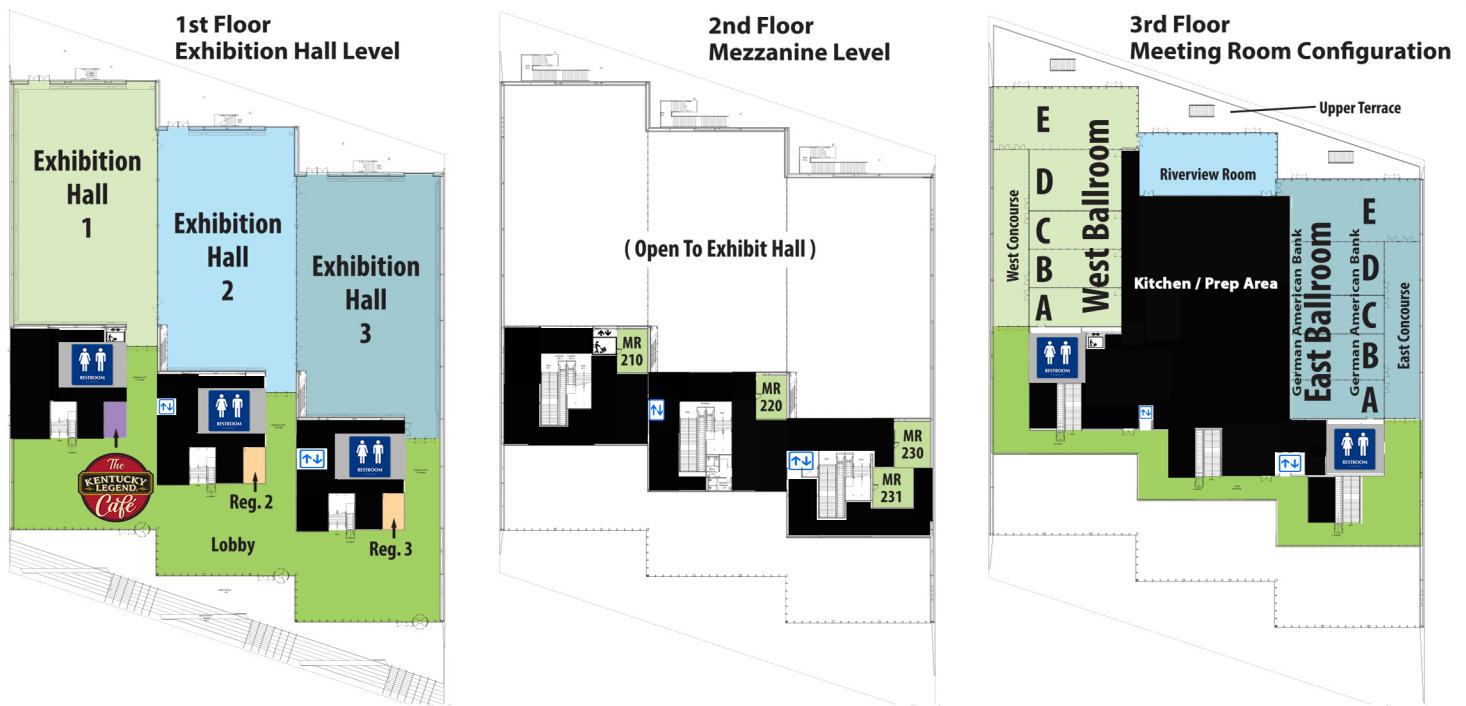 1st Floor
Exhibition Hall Level
Exhibition
Hall
1
Exhibition
Hall
2
Exhibition
Hall
3
RESTROOM
RESTROOM
RESTROOM
The
KENTUCKY
LEGEND
Café
Reg. 2
Lobby
Reg. 3
2nd Floor
Mezzanine Level
( Open To Exhibit Hall )
MR
210
MR
220
MR
230
MR
231
3rd Floor
Meeting Room Configuration
Upper Terrace
E
D
C
B
A
West Ballroom
West Concourse
Riverview Room
Kitchen / Prep Area
German American Bank
East Ballroom
German American Bank
E
D
C
B
A
East Concourse
RESTROOM
RESTROOM